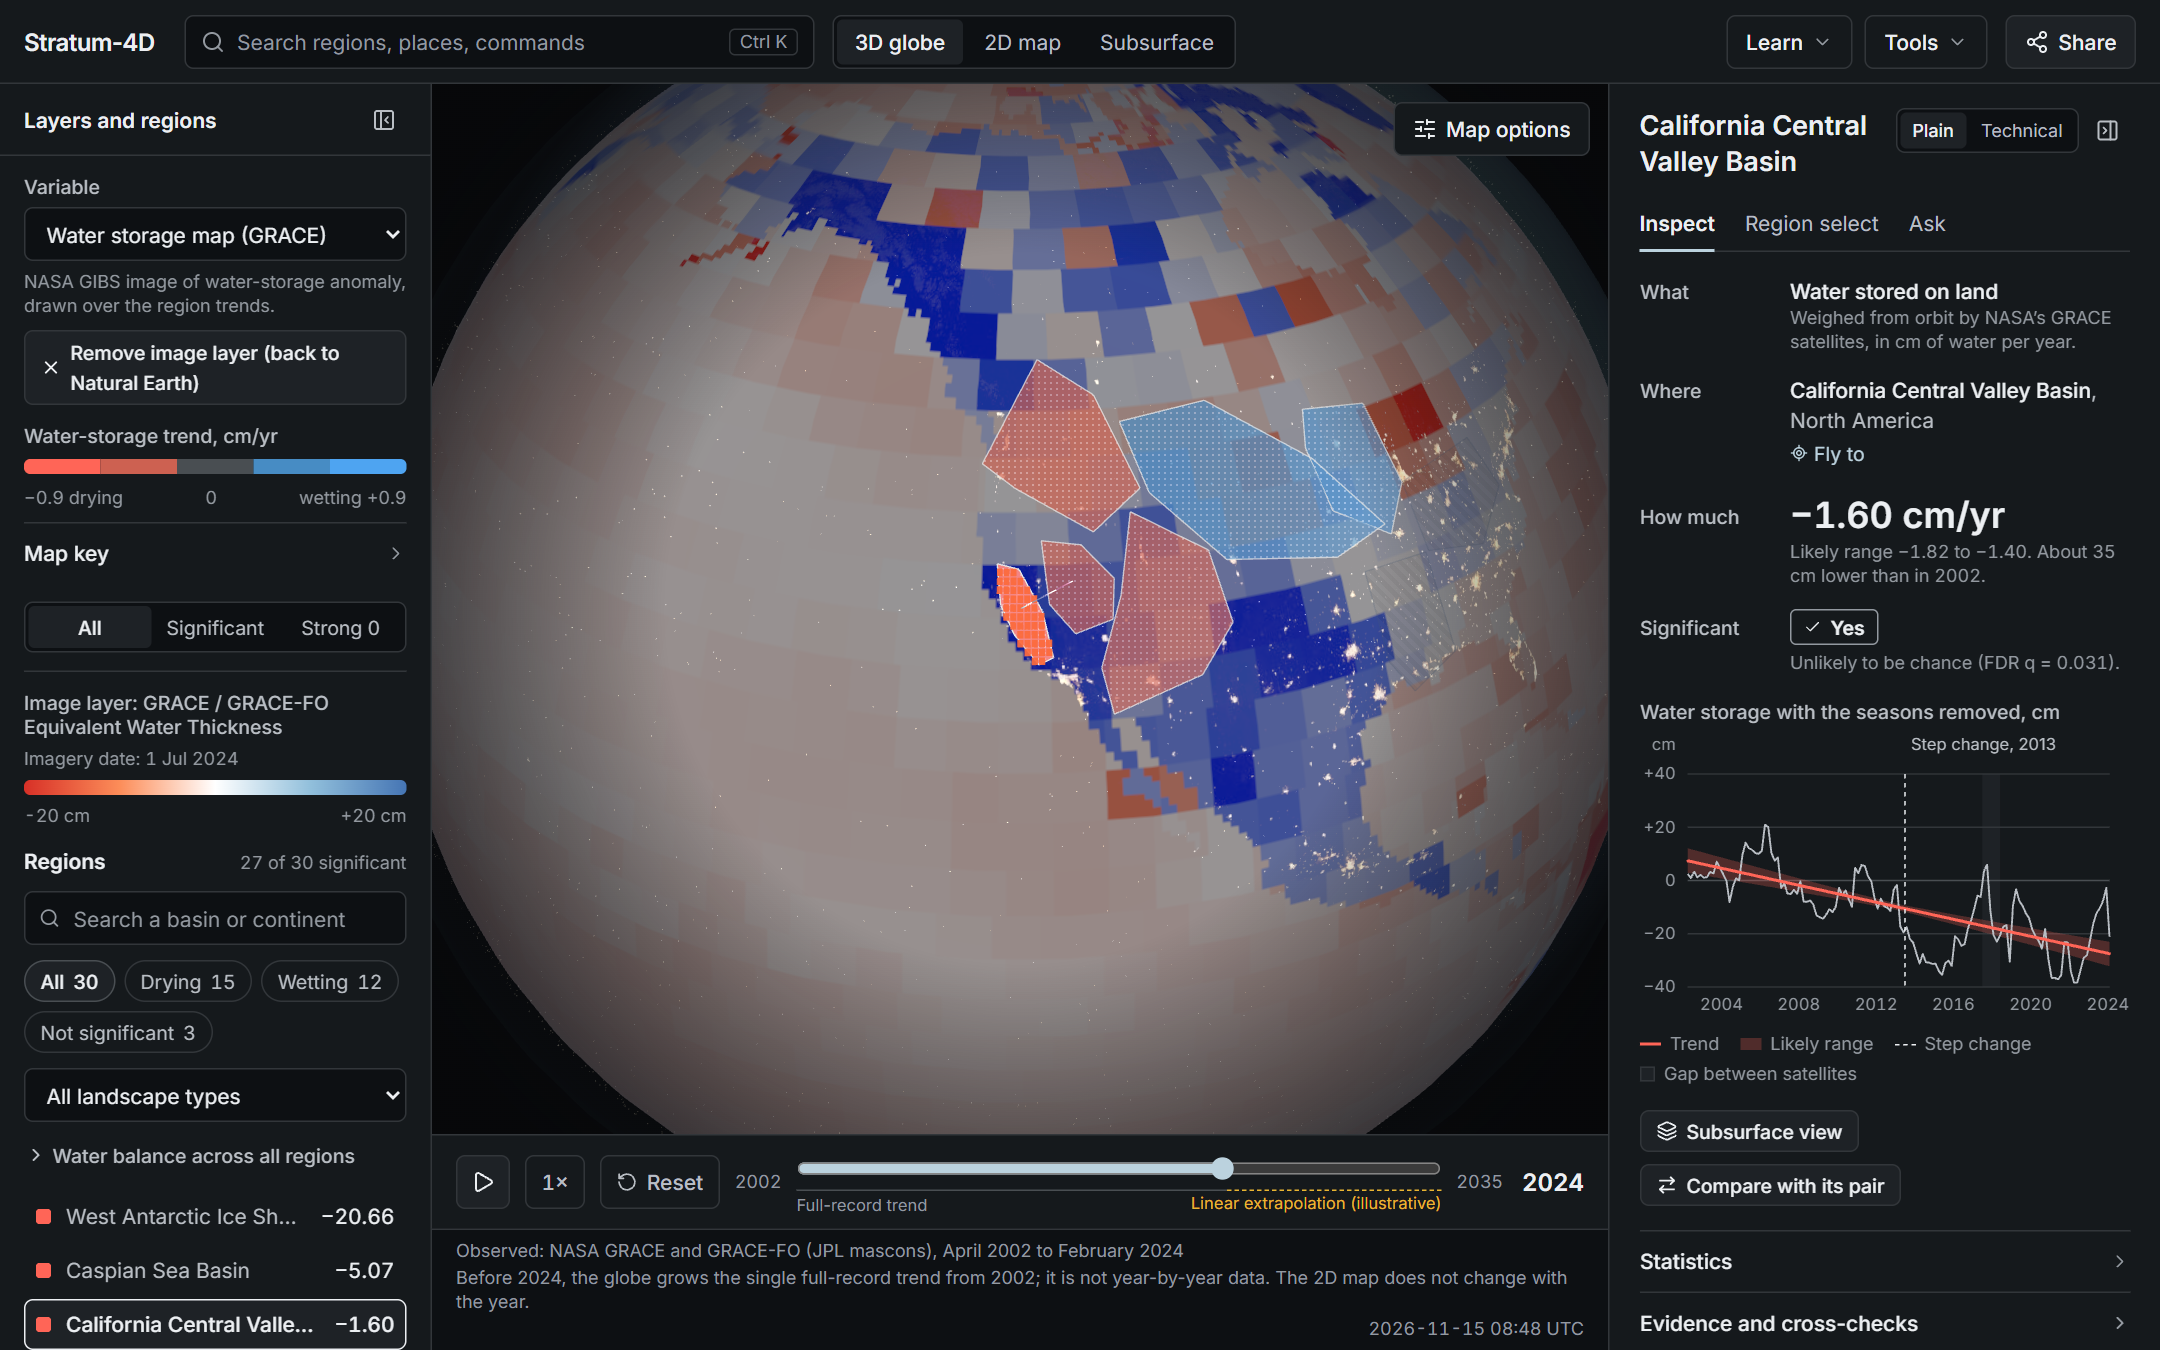 Stratum-4D
Search regions, places, commands
Ctrl K
3D globe
2D map
Subsurface
Learn
Tools
Share
Layers and regions
Variable
Water storage map (GRACE)
NASA GIBS image of water-storage anomaly,
drawn over the region trends.
Remove image layer (back to
Natural Earth)
Water-storage trend, cm/yr
−0.9 drying
0
wetting +0.9
Map key
All
Significant
Strong 0
Image layer: GRACE / GRACE-FO
Equivalent Water Thickness
Imagery date: 1 Jul 2024
-20 cm
+20 cm
Regions
27 of 30 significant
Search a basin or continent
All 30
Drying 15
Wetting 12
Not significant 3
All landscape types
Water balance across all regions
West Antarctic Ice Sh... −20.66
Caspian Sea Basin −5.07
California Central Valle... −1.60
Map options
1×
Reset
2002
2035
2024
Full-record trend
Linear extrapolation (illustrative)
Observed: NASA GRACE and GRACE-FO (JPL mascons), April 2002 to February 2024
Before 2024, the globe grows the single full-record trend from 2002; it is not year-by-year data. The 2D map does not change with
the year.
2026-11-15 08:48 UTC
California Central
Valley Basin
Plain
Technical
Inspect
Region select
Ask
What
Water stored on land
Weighed from orbit by NASA's GRACE
satellites, in cm of water per year.
Where
California Central Valley Basin,
North America
Fly to
How much
−1.60 cm/yr
Likely range −1.82 to −1.40. About 35
cm lower than in 2002.
Significant
Yes
Unlikely to be chance (FDR q = 0.031).
Water storage with the seasons removed, cm
cm
Step change, 2013
+40
+20
0
−20
−40
2004
2008
2012
2016
2020
2024
Trend
Likely range
Step change
Gap between satellites
Subsurface view
Compare with its pair
Statistics
Evidence and cross-checks